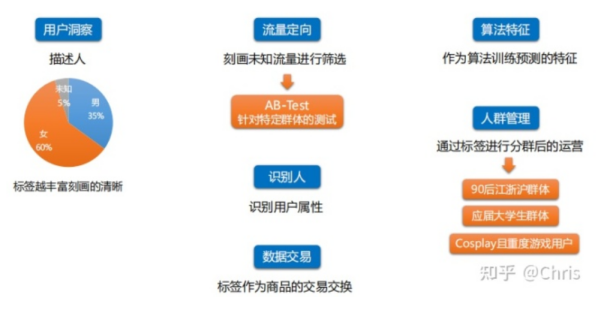 用户洞察
描述人
未知
5%
男
35%
女
60%
标签越丰富刻画的清晰
流量定向
刻画未知流量进行筛选
AB-Test
针对特定群体的测试
识别人
识别用户属性
数据交易
标签作为商品的交易交换
算法特征
作为算法训练预测的特征
人群管理
通过标签进行分群后的运营
90后江浙沪群体
应届大学生群体
Cosplay且重度游戏用户
知乎 @Chris